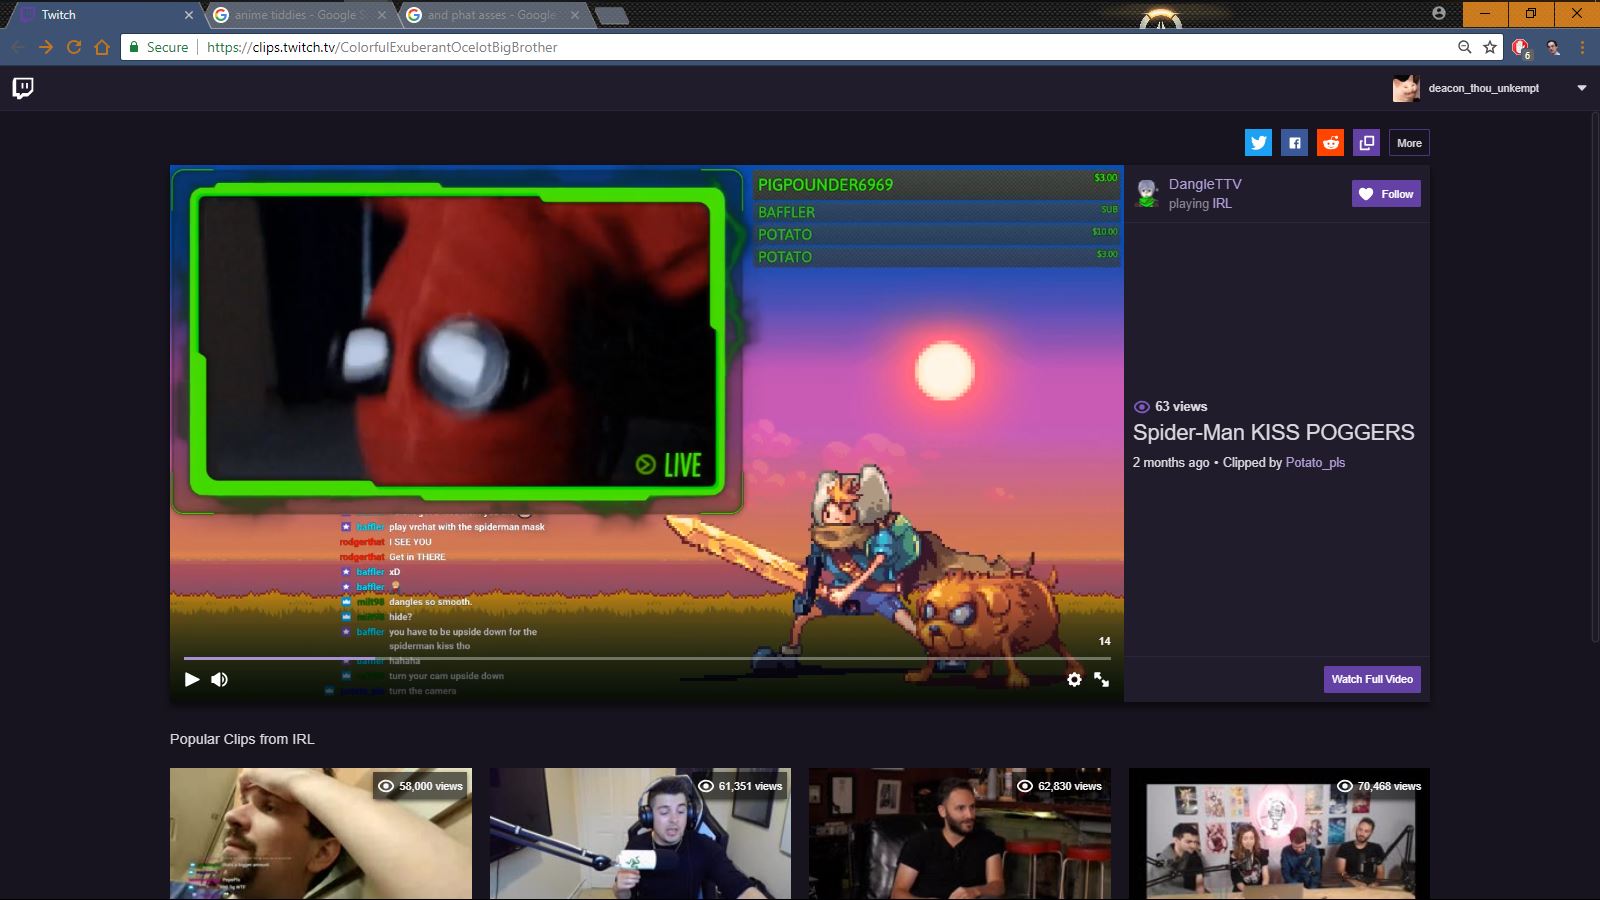 Twitch
anime tiddies - Google S
and phat asses - Google
Secure
https://clips.twitch.tv/ColorfulExuberantOcelotBigBrother
6
deacon_thou_unkempt
More
PIGPOUNDER6969
$3.00
BAFFLER
SUB
POTATO
$10.00
POTATO
$3.00
LIVE
DangleTTV
playing IRL
Follow
63 views
Spider-Man KISS POGGERS
2 months ago • Clipped by Potato_pls
baffler play vrchat with the spiderman mask
rodgerthat I SEE YOU
rodgerthat Get in THERE
baffler xD
baffler
milt98 dangles so smooth.
milt98 hide?
baffler you have to be upside down for the
spiderman kiss tho
baffler hahaha
turn your cam upside down
potato_pls turn the camera
14
Watch Full Video
Popular Clips from IRL
58,000 views
61,351 views
62,830 views
70,468 views